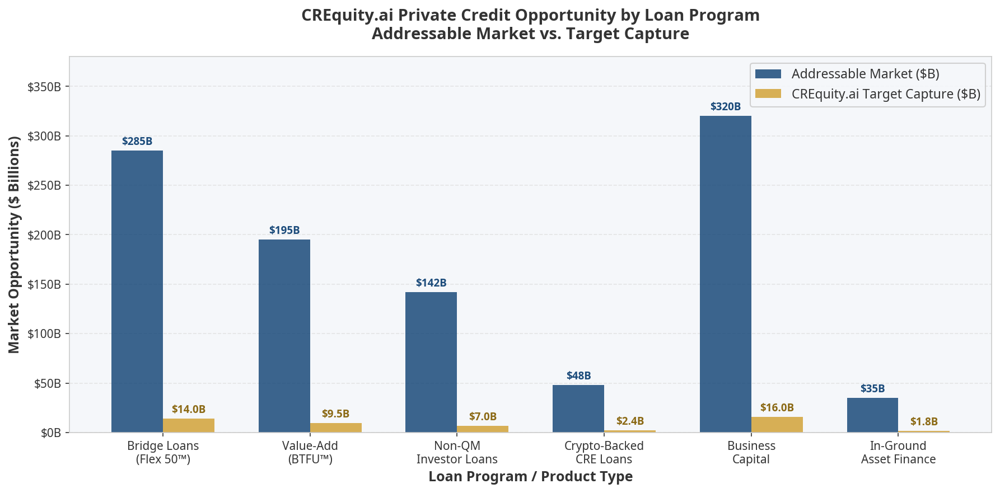 CREquity.ai Private Credit Opportunity by Loan Program
Addressable Market vs. Target Capture
Addressable Market ($B)
CREquity.ai Target Capture ($B)
Market Opportunity ($ Billions)
$350B
$300B
$250B
$200B
$150B
$100B
$50B
$0B
$285B
$14.0B
$195B
$9.5B
$142B
$7.0B
$48B
$2.4B
$320B
$16.0B
$35B
$1.8B
Bridge Loans
(Flex 50™)
Value-Add
(BTFU™)
Non-QM
Investor Loans
Crypto-Backed
CRE Loans
Business
Capital
In-Ground
Asset Finance
Loan Program / Product Type